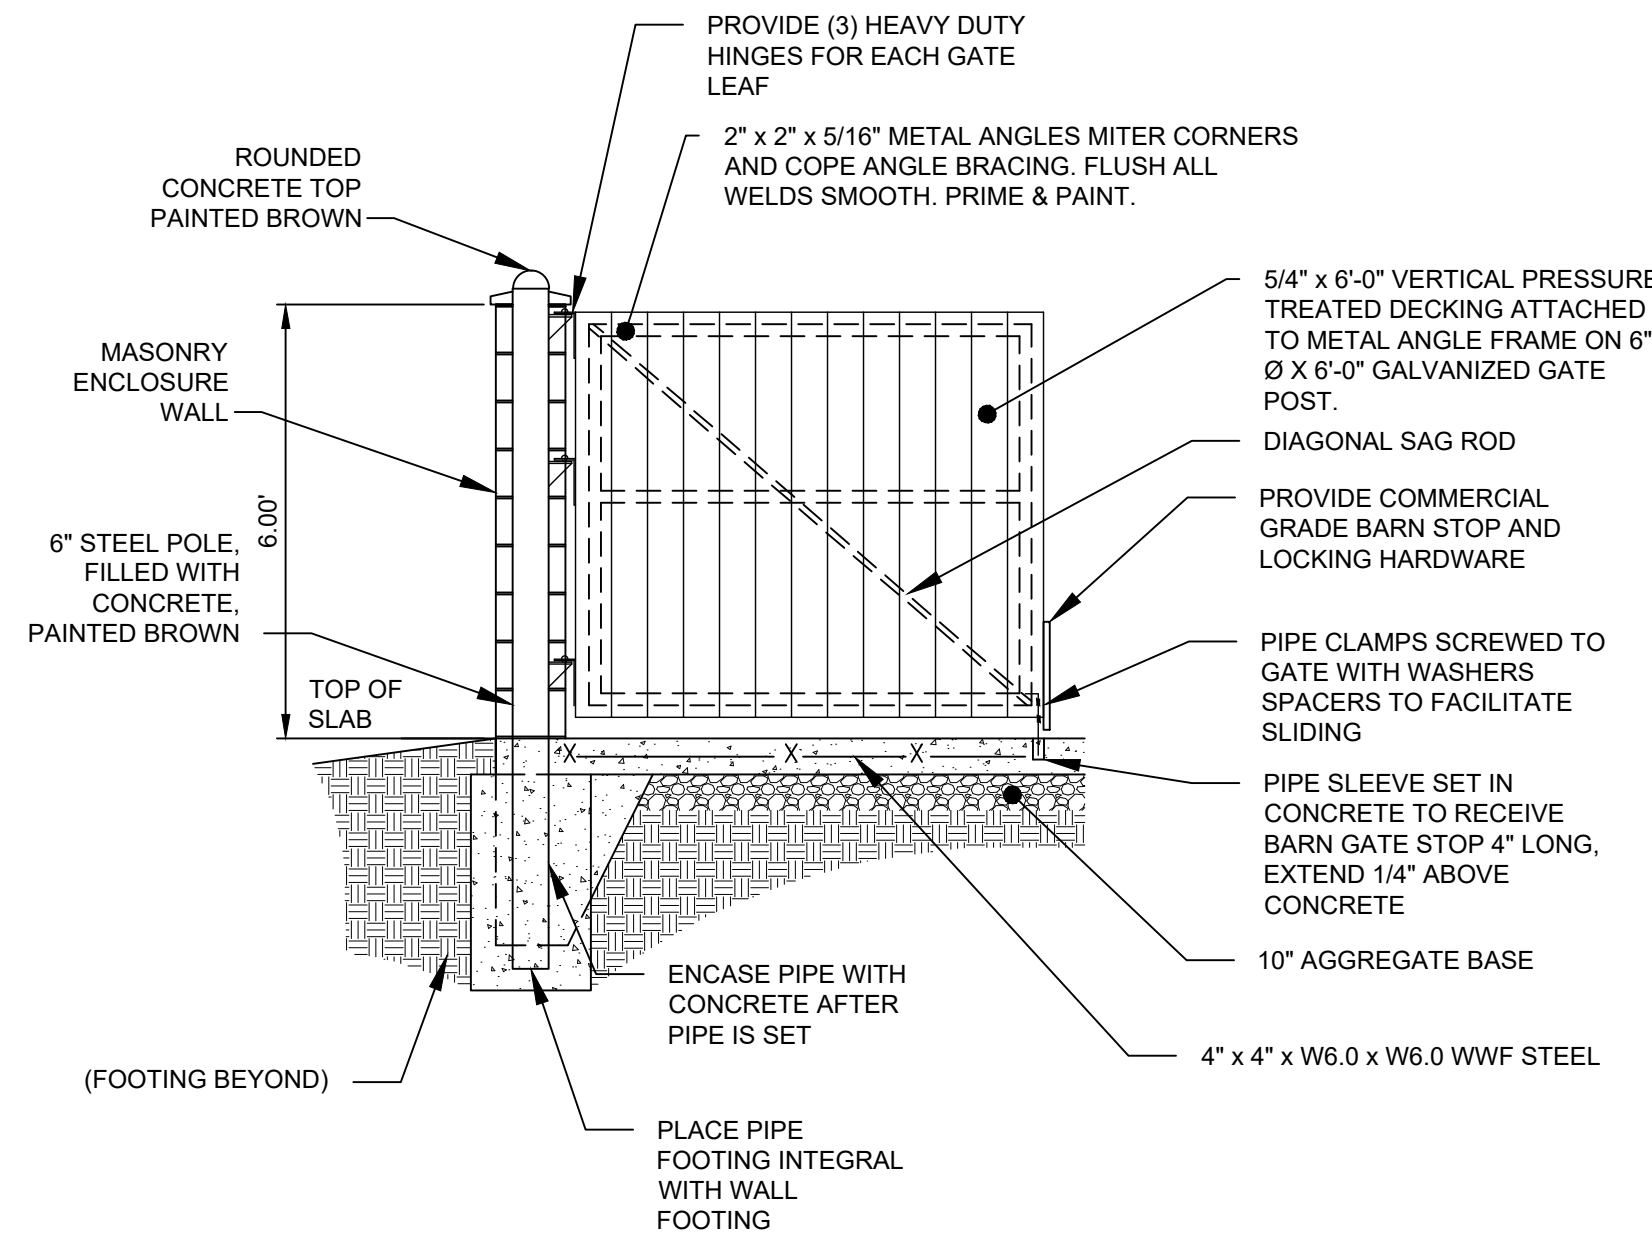 PROVIDE (3) HEAVY DUTY
HINGES FOR EACH GATE
LEAF
2" x 2" x 5/16" METAL ANGLES MITER CORNERS
AND COPE ANGLE BRACING. FLUSH ALL
WELDS SMOOTH. PRIME & PAINT.
ROUNDED
CONCRETE TOP
PAINTED BROWN
5/4" x 6'-0" VERTICAL PRESSURE
TREATED DECKING ATTACHED
TO METAL ANGLE FRAME ON 6"
Ø X 6'-0" GALVANIZED GATE
POST.
MASONRY
ENCLOSURE
WALL
DIAGONAL SAG ROD
PROVIDE COMMERCIAL
GRADE BARN STOP AND
LOCKING HARDWARE
6.00'
6" STEEL POLE,
FILLED WITH
CONCRETE,
PAINTED BROWN
PIPE CLAMPS SCREWED TO
GATE WITH WASHERS
SPACERS TO FACILITATE
SLIDING
TOP OF
SLAB
PIPE SLEEVE SET IN
CONCRETE TO RECEIVE
BARN GATE STOP 4" LONG,
EXTEND 1/4" ABOVE
CONCRETE
10" AGGREGATE BASE
ENCASE PIPE WITH
CONCRETE AFTER
PIPE IS SET
4" x 4" x W6.0 x W6.0 WWF STEEL
(FOOTING BEYOND)
PLACE PIPE
FOOTING INTEGRAL
WITH WALL
FOOTING